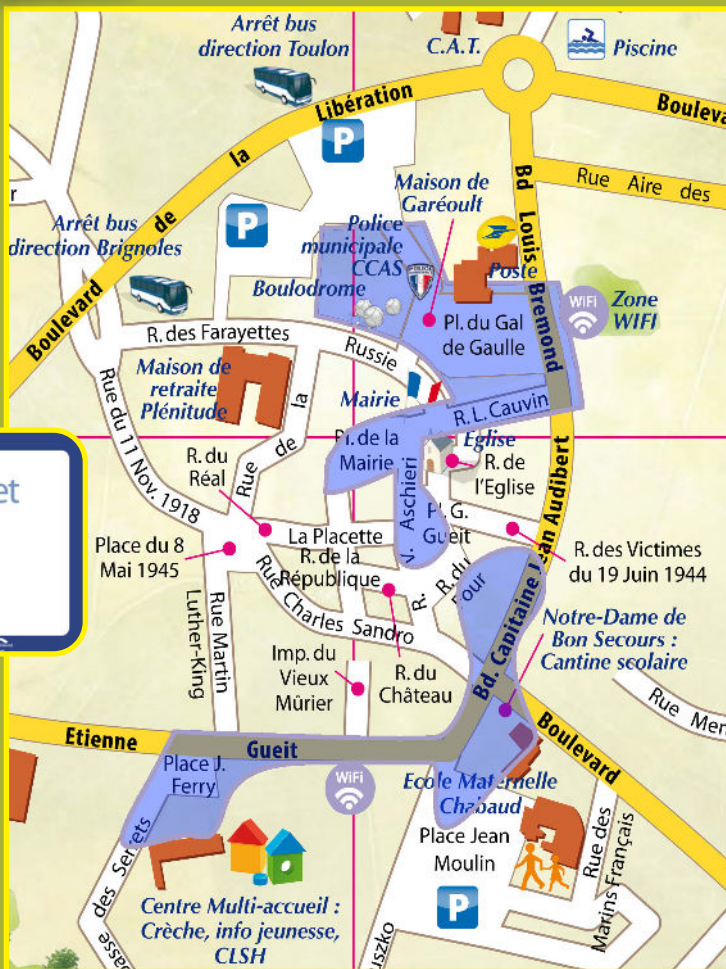 Arrêt bus
direction Toulon
C.A.T.
Piscine
Boulevard de la Libération
P
Bouleva
Rue Aire des
Bd Louis Bremond
Maison de
Garéoult
Arrêt bus
direction Brignoles
P
Police
municipale
CCAS
POLICE
Poste
Boulodrome
WiFi
Zone
WIFI
Pl. du Gal
de Gaulle
R. des Farayettes
Maison de
retraite
Plénitude
Rue de la Russie
Mairie
R. L. Cauvin
Pl. de la
Mairie
Eglise
R. de
l'Eglise
et
Rue du 11 Nov. 1918
R. du
Réal
V. Aschieri
Pl. G.
Gueit
La Placette
Place du 8
Mai 1945
R. de la
République
R. du Four
R. des Victimes
du 19 Juin 1944
Bd. Capitaine Jean Audibert
Rue Charles Sandro
Rue Martin
Luther-King
Notre-Dame de
Bon Secours :
Cantine scolaire
Imp. du
Vieux
Mûrier
R. du
Château
Rue Mer
Etienne Gueit
Boulevard
Place J.
Ferry
WiFi
Ecole Maternelle
Chabaud
Place Jean
Moulin
P
Rue des
Marins Français
Centre Multi-accueil :
Crèche, info jeunesse,
CLSH
uszko